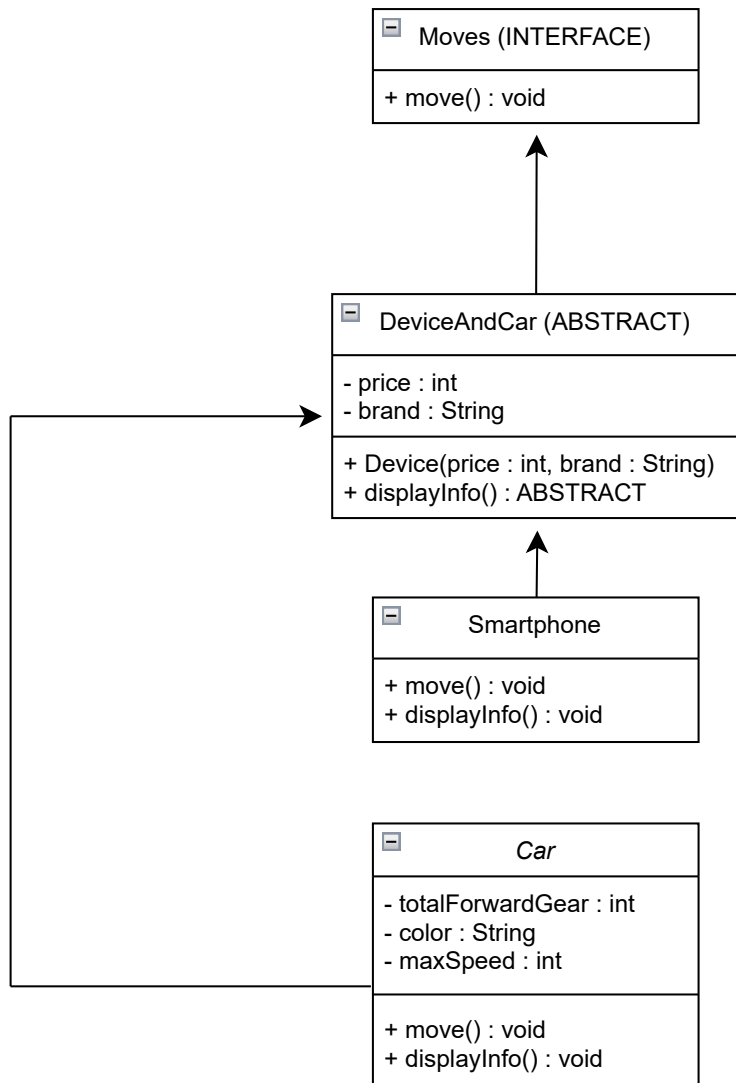 Moves (INTERFACE)
+ move() : void
DeviceAndCar (ABSTRACT)
- price : int
- brand : String
+ Device(price : int, brand : String)
+ displayInfo() : ABSTRACT
Smartphone
+ move() : void
+ displayInfo() : void
Car
- totalForwardGear : int
- color : String
- maxSpeed : int
+ move() : void
+ displayInfo() : void